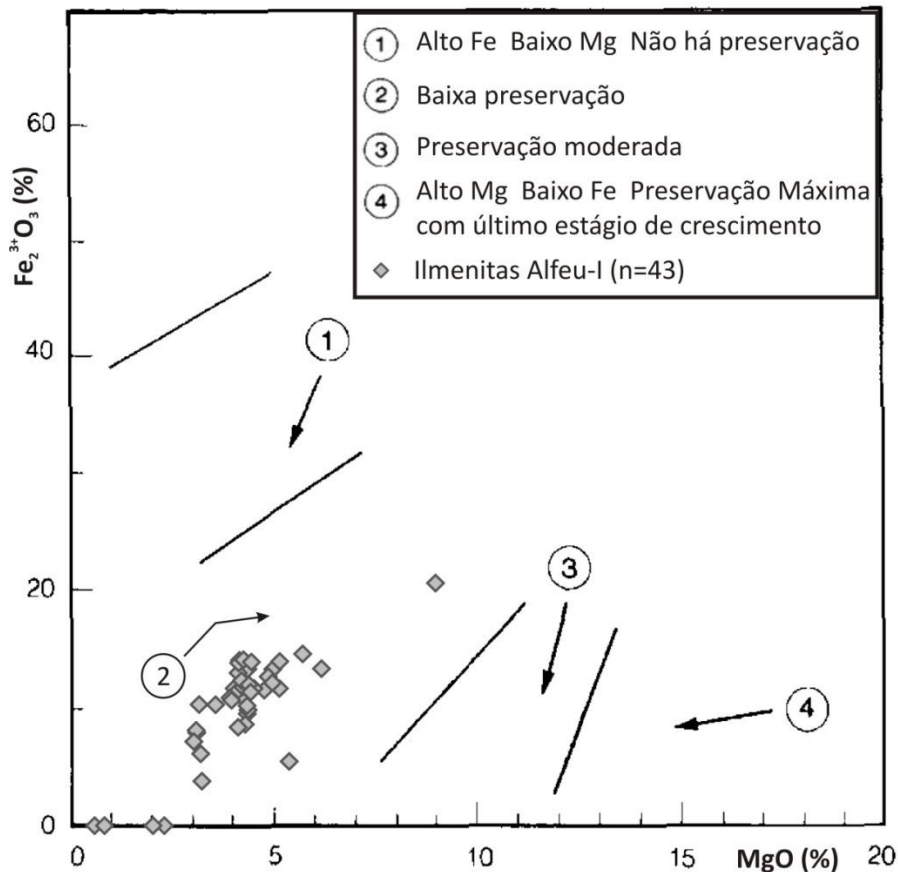 ① Alto Fe Baixo Mg Não há preservação
② Baixa preservação
③ Preservação moderada
④ Alto Mg Baixo Fe Preservação Máxima
com último estágio de crescimento
Ilmenitas Alfeu-I (n=43)
Fe₂³⁺O₃ (%)
60
40
20
0
①
②
③
④
0
5
10
15
MgO (%)
20